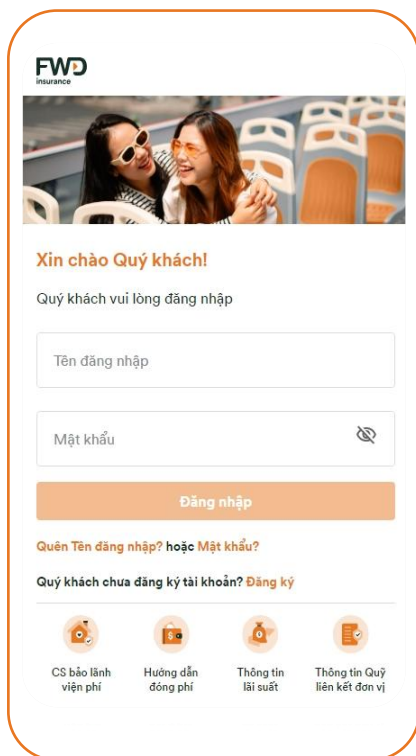 FWD
insurance
Xin chào Quý khách!
Quý khách vui lòng đăng nhập
Tên đăng nhập
Mật khẩu
Đăng nhập
Quên Tên đăng nhập? hoặc Mật khẩu?
Quý khách chưa đăng ký tài khoản? Đăng ký
CS bảo lãnh
viện phí
Hướng dẫn
đóng phí
Thông tin
lãi suất
Thông tin Quỹ
liên kết đơn vị